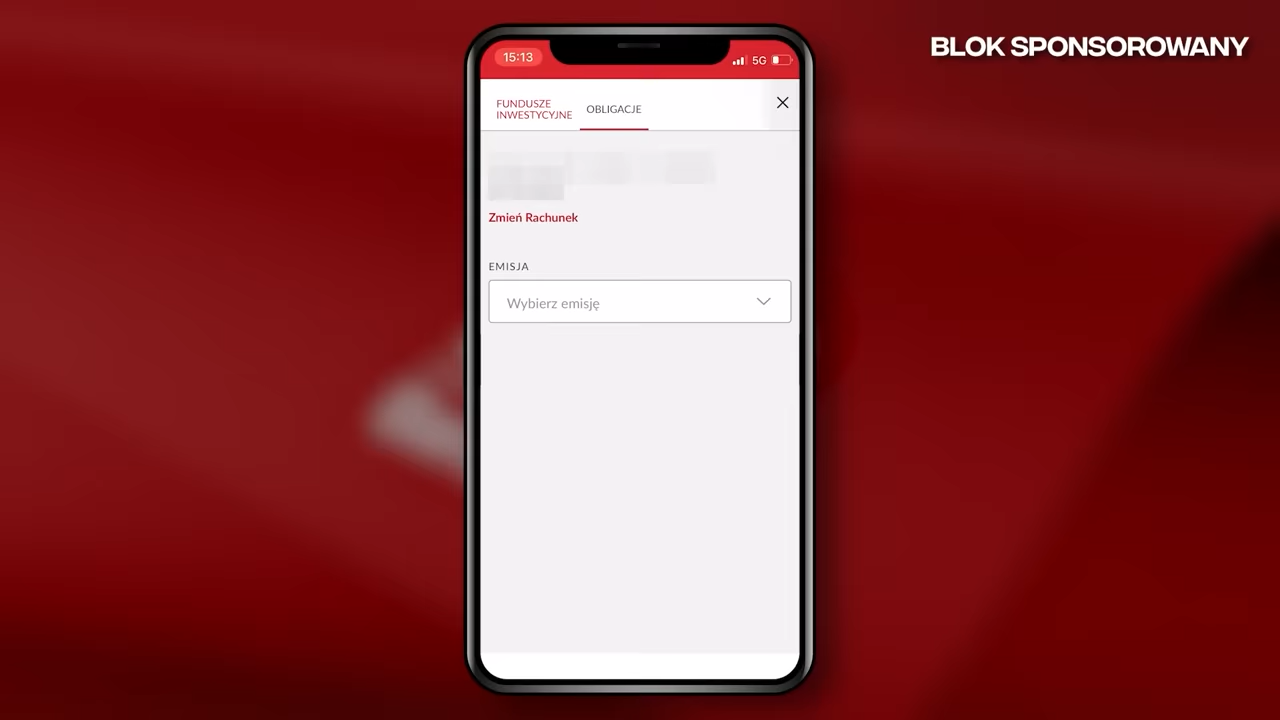 BLOK SPONSOROWANY
15:13
5G
FUNDUSZE
INWESTYCYJNE
OBLIGACJE
Zmień Rachunek
EMISJA
Wybierz emisję